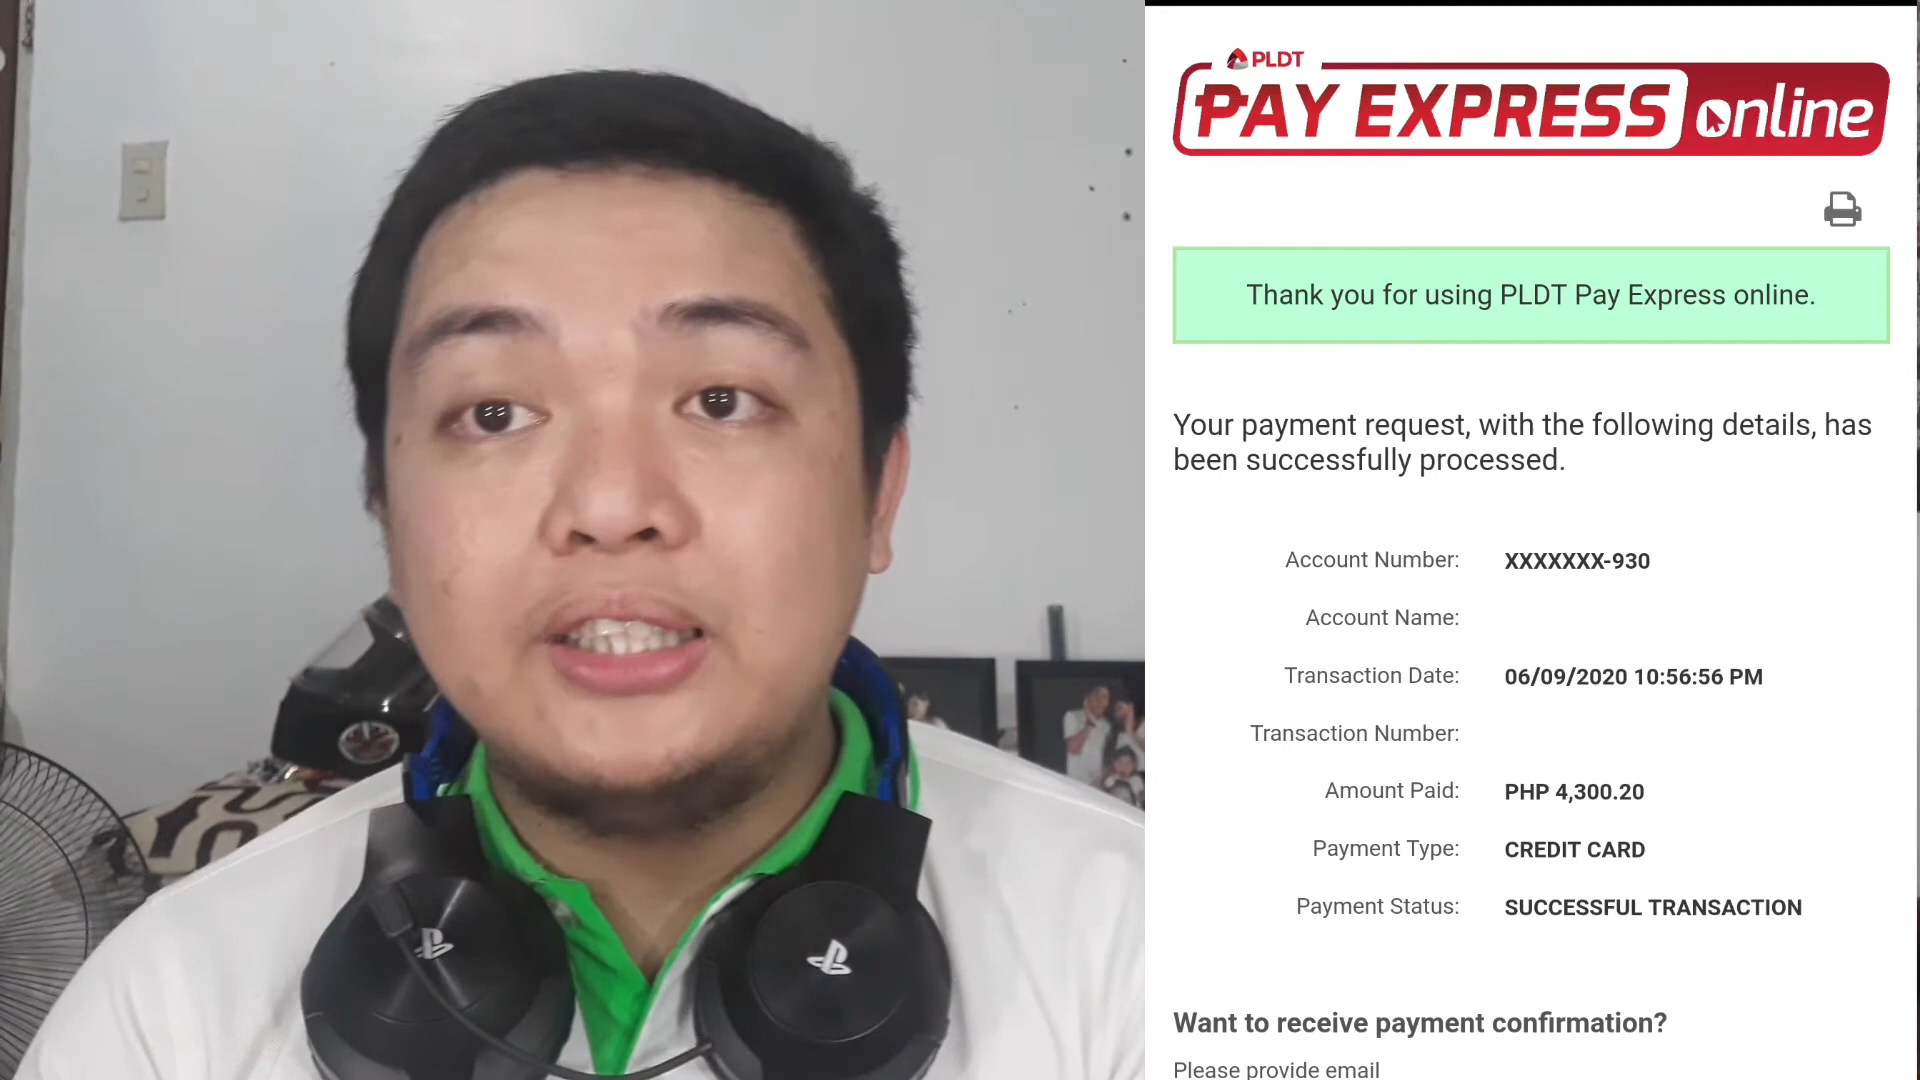 PLDT
PAY EXPRESS online
Thank you for using PLDT Pay Express online.
Your payment request, with the following details, has
been successfully processed.
Account Number: XXXXXXX-930
Account Name:
Transaction Date: 06/09/2020 10:56:56 PM
Transaction Number:
Amount Paid: PHP 4,300.20
Payment Type: CREDIT CARD
Payment Status: SUCCESSFUL TRANSACTION
Want to receive payment confirmation?
Please provide email